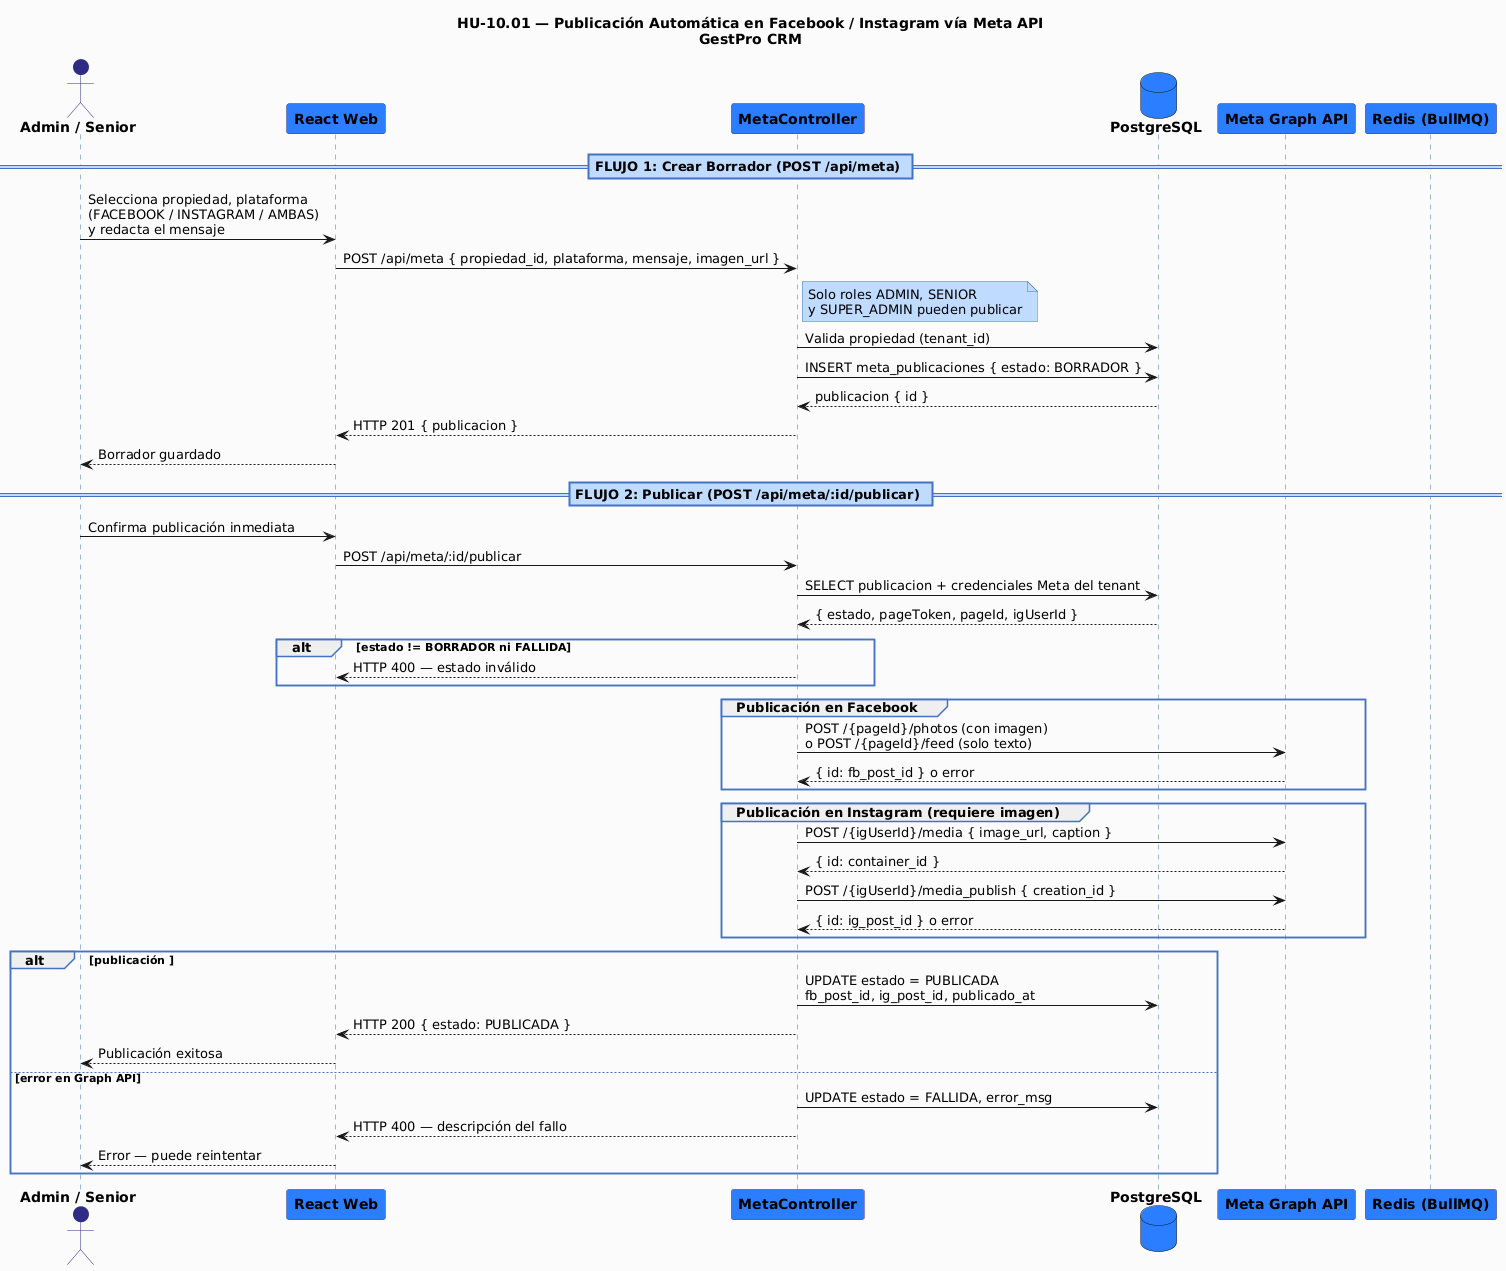 HU-10.01 — Publicación Automática en Facebook / Instagram vía Meta API
GestPro CRM
Admin / Senior
React Web
MetaController
PostgreSQL
Meta Graph API
Redis (BullMQ)
FLUJO 1: Crear Borrador (POST /api/meta)
Selecciona propiedad, plataforma
(FACEBOOK / INSTAGRAM / AMBAS)
y redacta el mensaje
POST /api/meta { propiedad_id, plataforma, mensaje, imagen_url }
Solo roles ADMIN, SENIOR
y SUPER_ADMIN pueden publicar
Valida propiedad (tenant_id)
INSERT meta_publicaciones { estado: BORRADOR }
publicacion { id }
HTTP 201 { publicacion }
Borrador guardado
FLUJO 2: Publicar (POST /api/meta/:id/publicar)
Confirma publicación inmediata
POST /api/meta/:id/publicar
SELECT publicacion + credenciales Meta del tenant
{ estado, pageToken, pageId, igUserId }
alt [estado != BORRADOR ni FALLIDA]
HTTP 400 — estado inválido
Publicación en Facebook
POST /{pageId}/photos (con imagen)
o POST /{pageId}/feed (solo texto)
{ id: fb_post_id } o error
Publicación en Instagram (requiere imagen)
POST /{igUserId}/media { image_url, caption }
{ id: container_id }
POST /{igUserId}/media_publish { creation_id }
{ id: ig_post_id } o error
alt [publicación ]
UPDATE estado = PUBLICADA
fb_post_id, ig_post_id, publicado_at
HTTP 200 { estado: PUBLICADA }
Publicación exitosa
[error en Graph API]
UPDATE estado = FALLIDA, error_msg
HTTP 400 — descripción del fallo
Error — puede reintentar
Admin / Senior
React Web
MetaController
PostgreSQL
Meta Graph API
Redis (BullMQ)